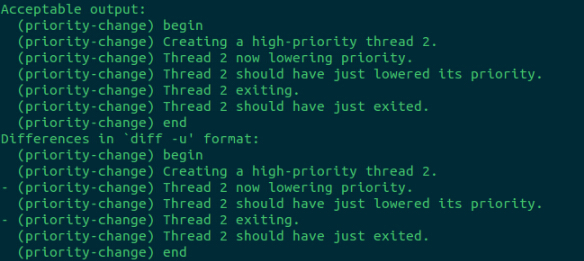 Acceptable output:
  (priority-change) begin
  (priority-change) Creating a high-priority thread 2.
  (priority-change) Thread 2 now lowering priority.
  (priority-change) Thread 2 should have just lowered its priority.
  (priority-change) Thread 2 exiting.
  (priority-change) Thread 2 should have just exited.
  (priority-change) end
Differences in `diff -u' format:
  (priority-change) begin
  (priority-change) Creating a high-priority thread 2.
- (priority-change) Thread 2 now lowering priority.
  (priority-change) Thread 2 should have just lowered its priority.
- (priority-change) Thread 2 exiting.
  (priority-change) Thread 2 should have just exited.
  (priority-change) end